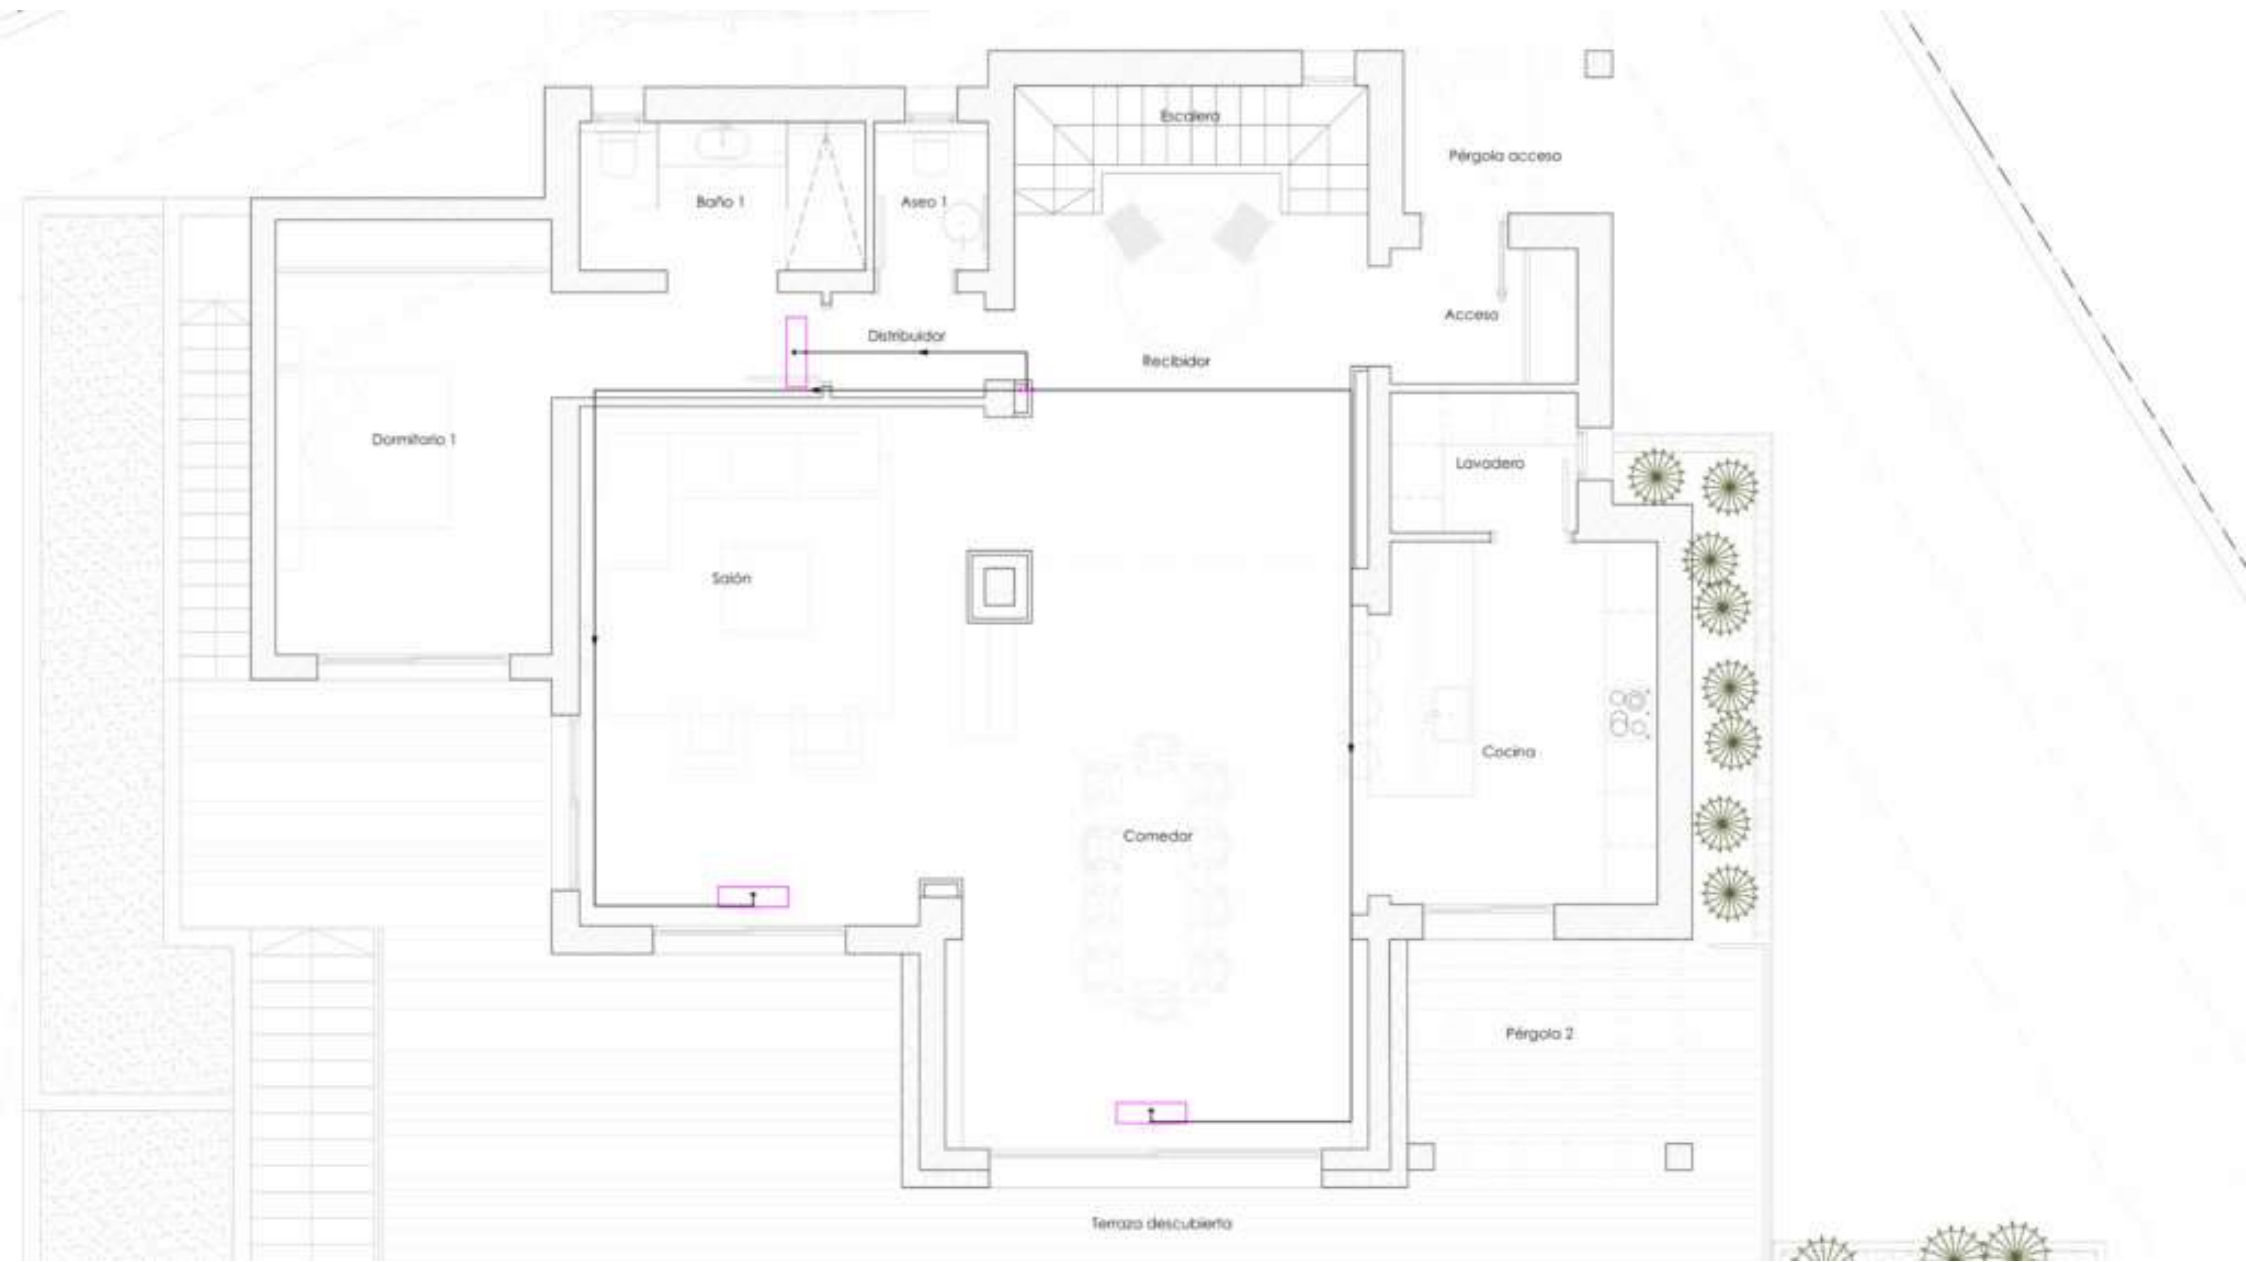 Escalera
Pérgola acceso
Baño 1
Aseo 1
Acceso
Distribuidor
Recibidor
Dormitorio 1
Lavadero
Salón
Cocina
Comedor
Pérgola 2
Terraza descubierta